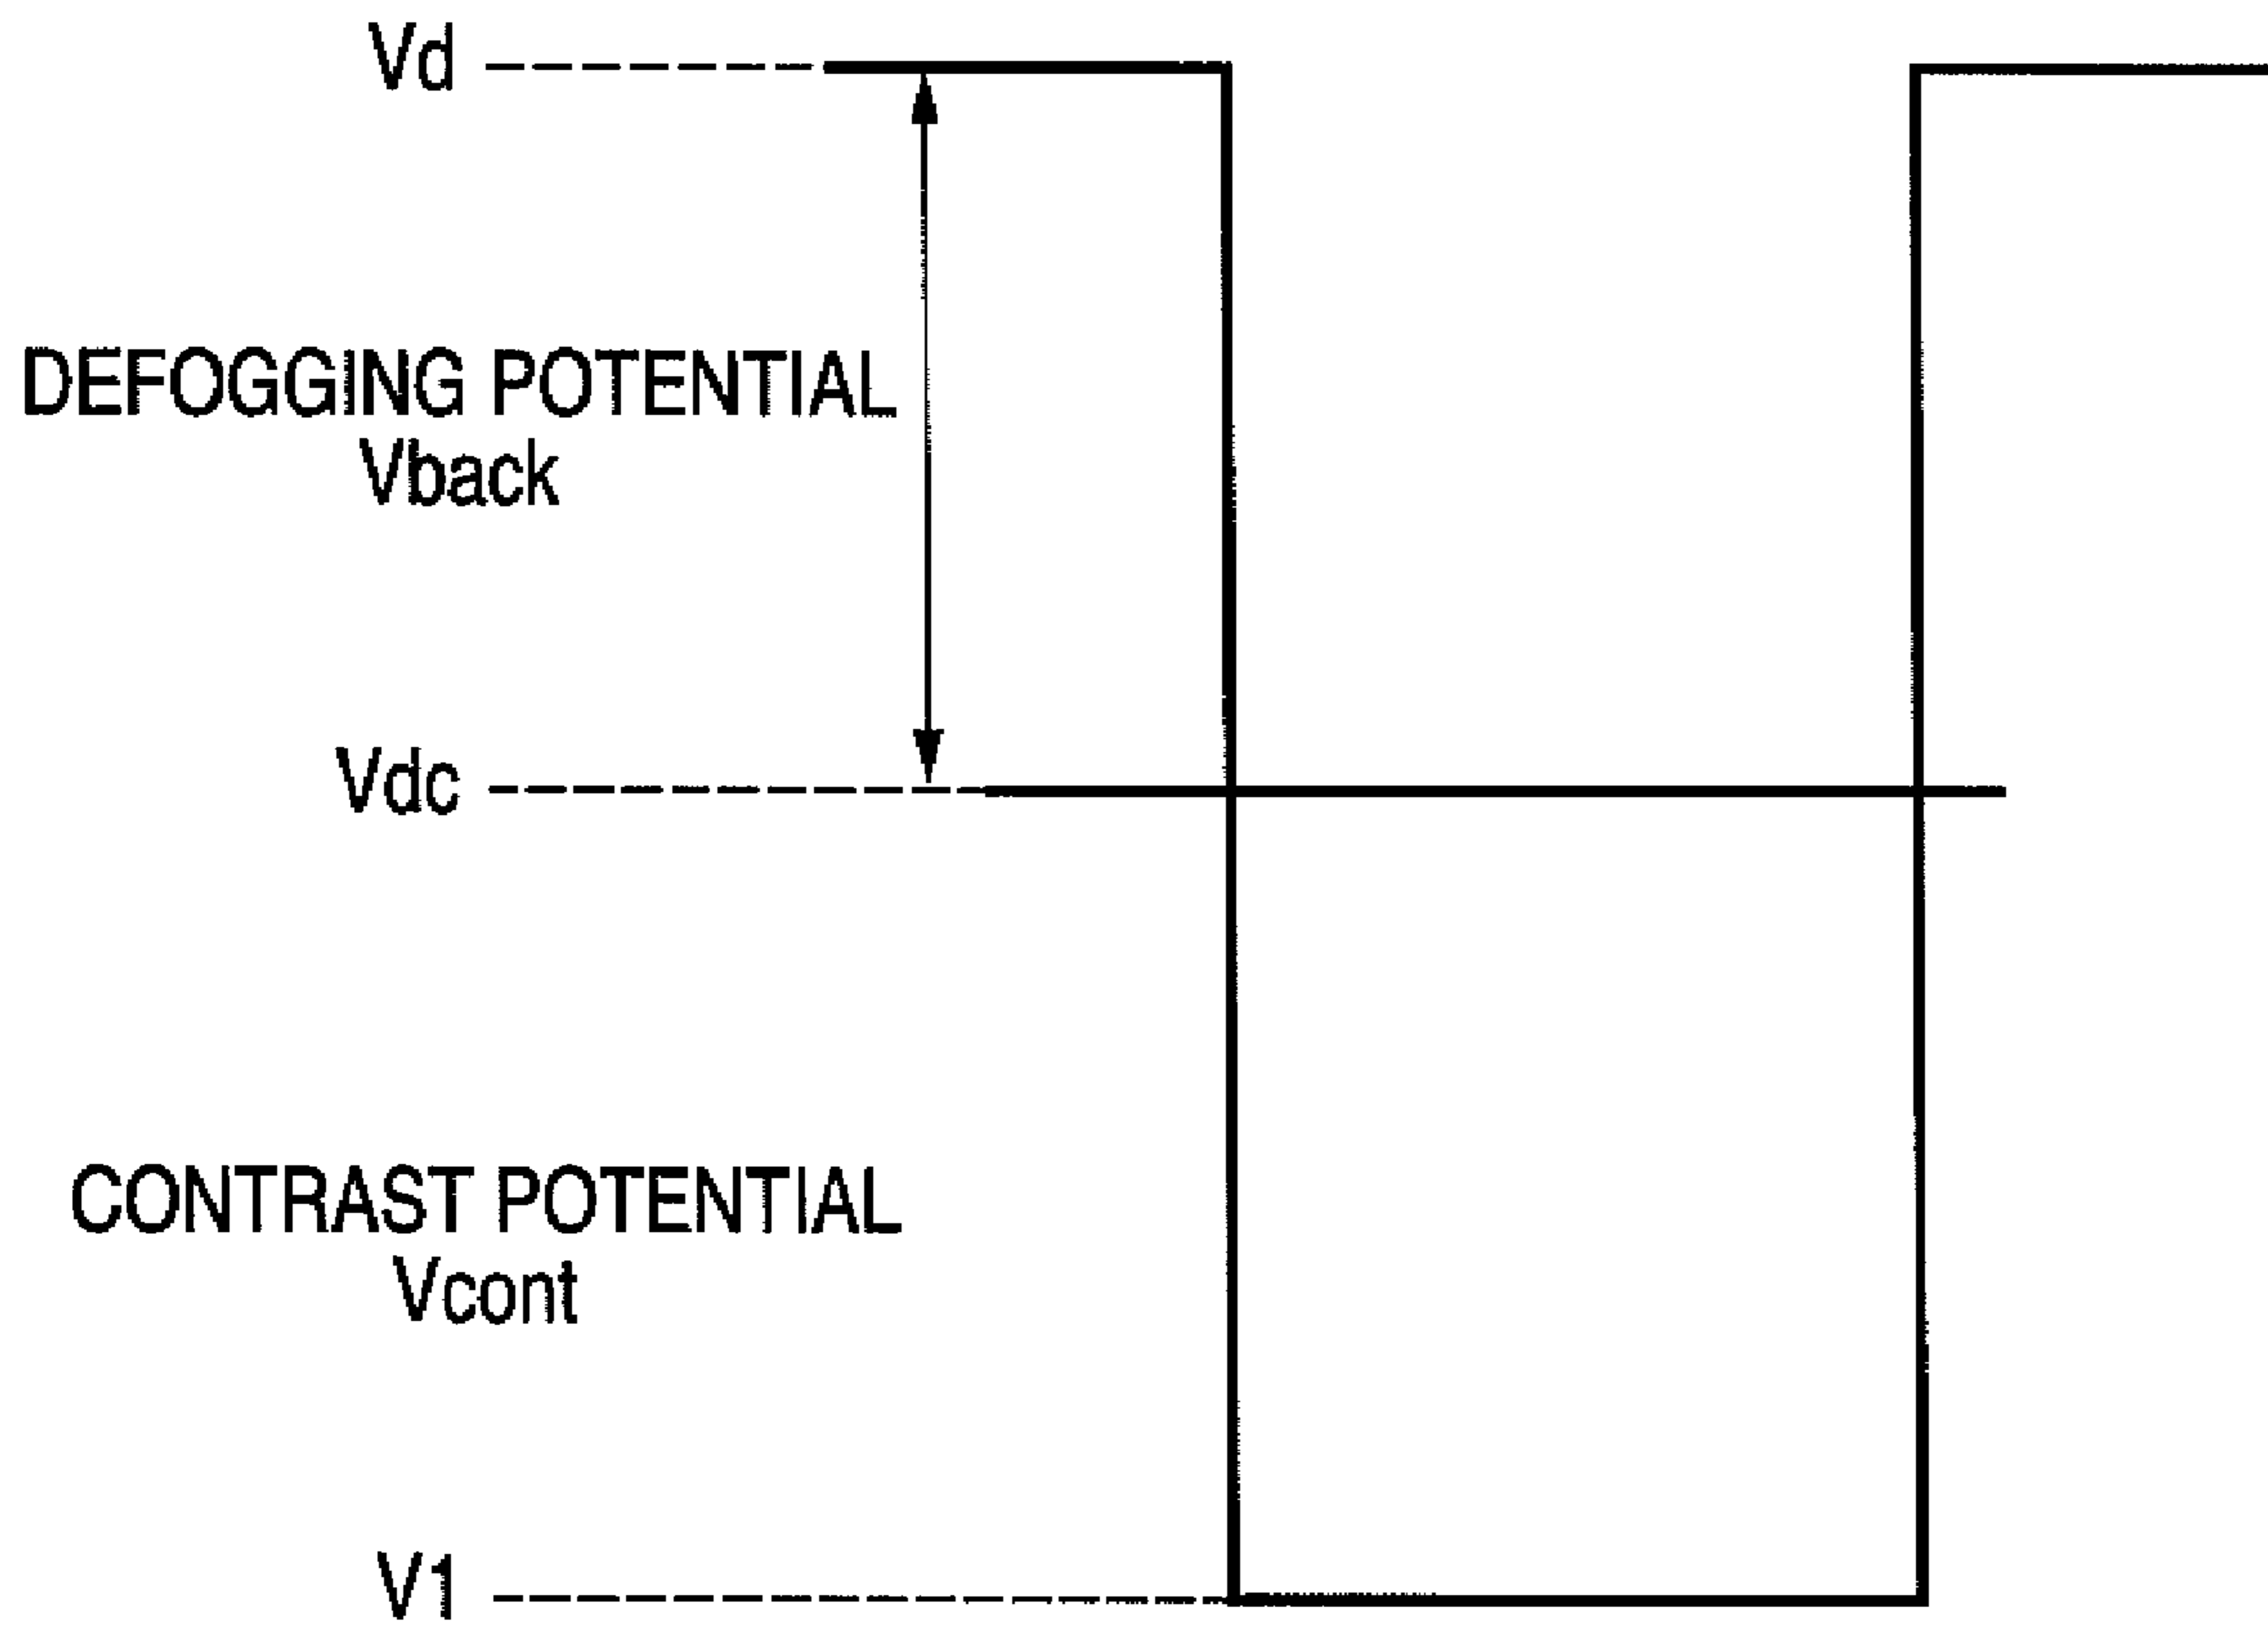 Vd
DEFOGGING POTENTIAL
Vback
Vdc
CONTRAST POTENTIAL
Vcont
V1